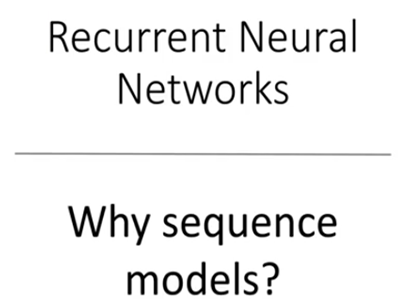 Recurrent Neural
Networks
Why sequence
models?